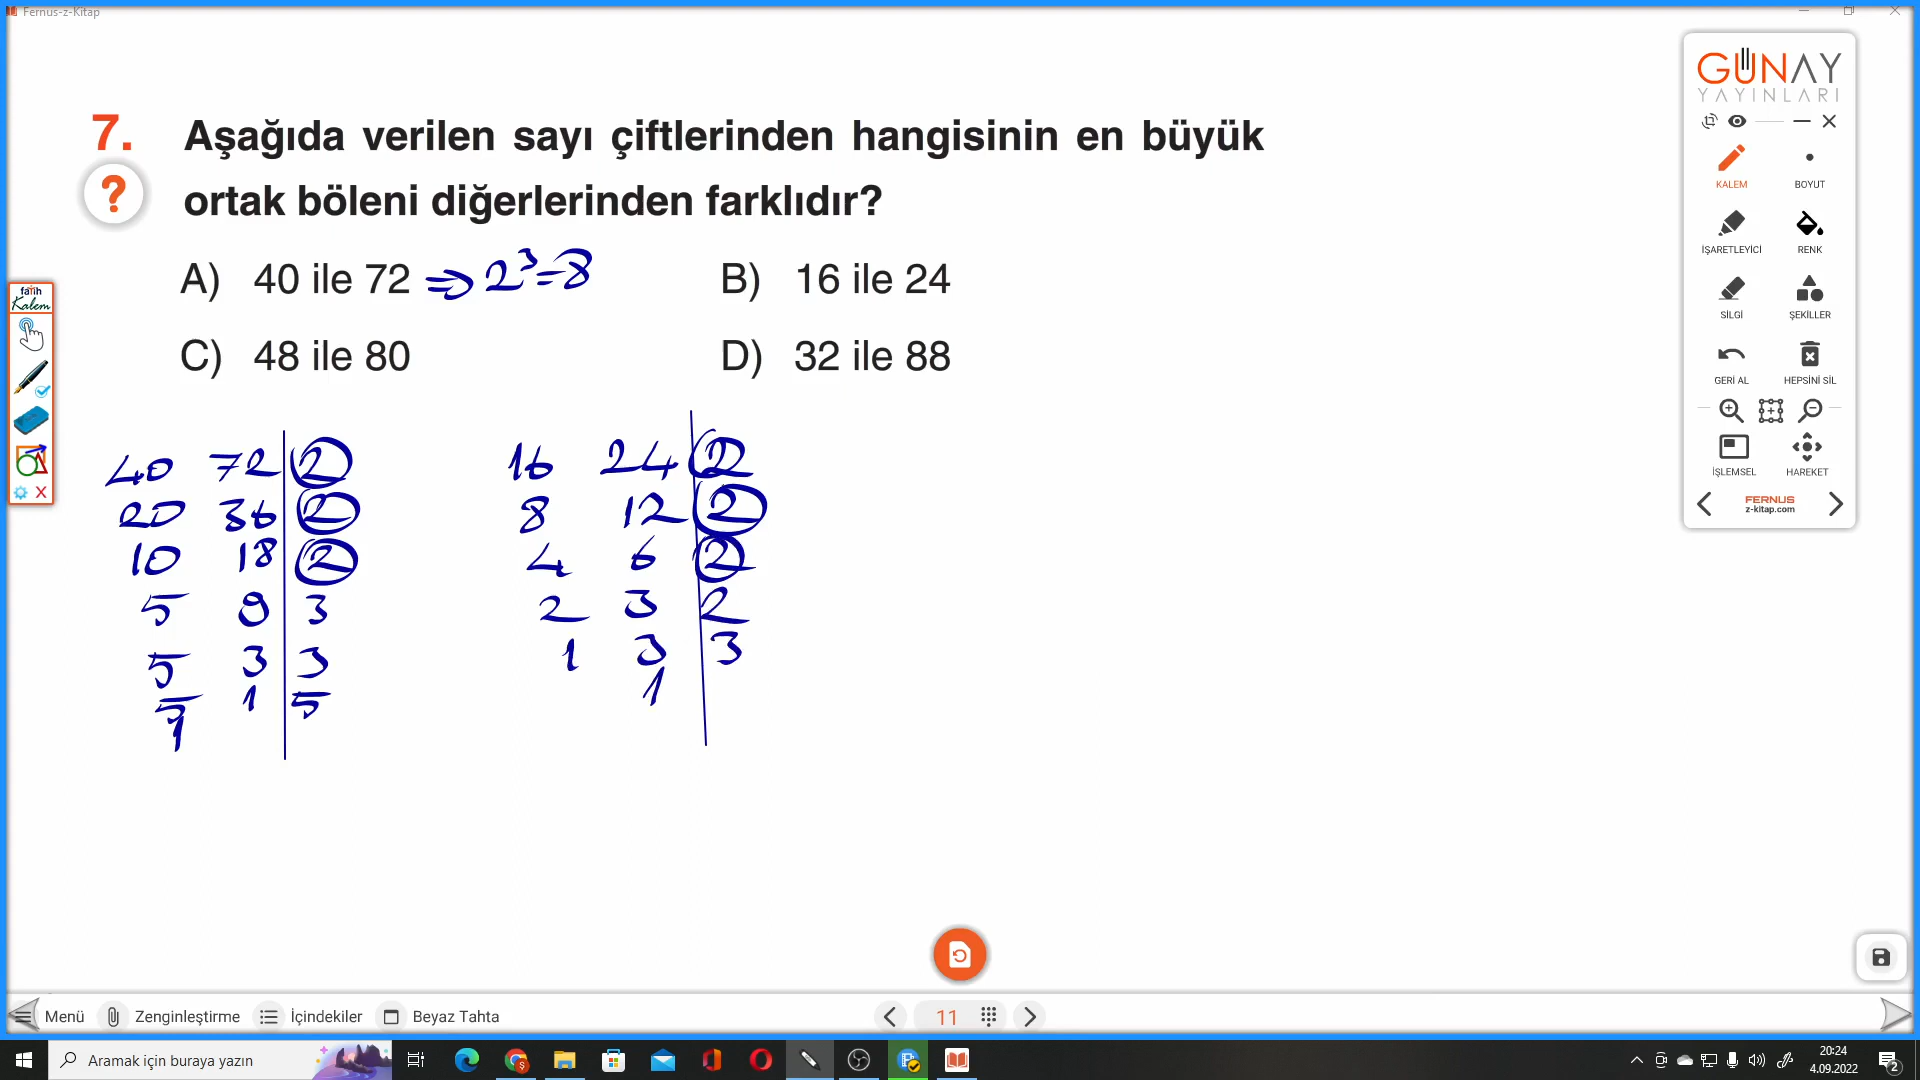 Fernus-z-Kitap
7. Aşağıda verilen sayı çiftlerinden hangisinin en büyük
ortak böleni diğerlerinden farklıdır?
?
A) 40 ile 72 ⇒ 2³=8
B) 16 ile 24
C) 48 ile 80
D) 32 ile 88
40 72 2
20 36 2
10 18 2
5 9 3
5 3 3
5 1 5
1
16 24 2
8 12 2
4 6 2
2 3 2
1 3 3
1
fatih
Kalem
GÜNAY
YAYINLARI
KALEM
BOYUT
İŞARETLEYİCİ
RENK
SİLGİ
ŞEKİLLER
GERİ AL
HEPSİNİ SİL
İŞLEMSEL
HAREKET
FERNUS
z-kitap.com
Menü
Zenginleştirme
İçindekiler
Beyaz Tahta
11
Aramak için buraya yazın
20:24
4.09.2022
2